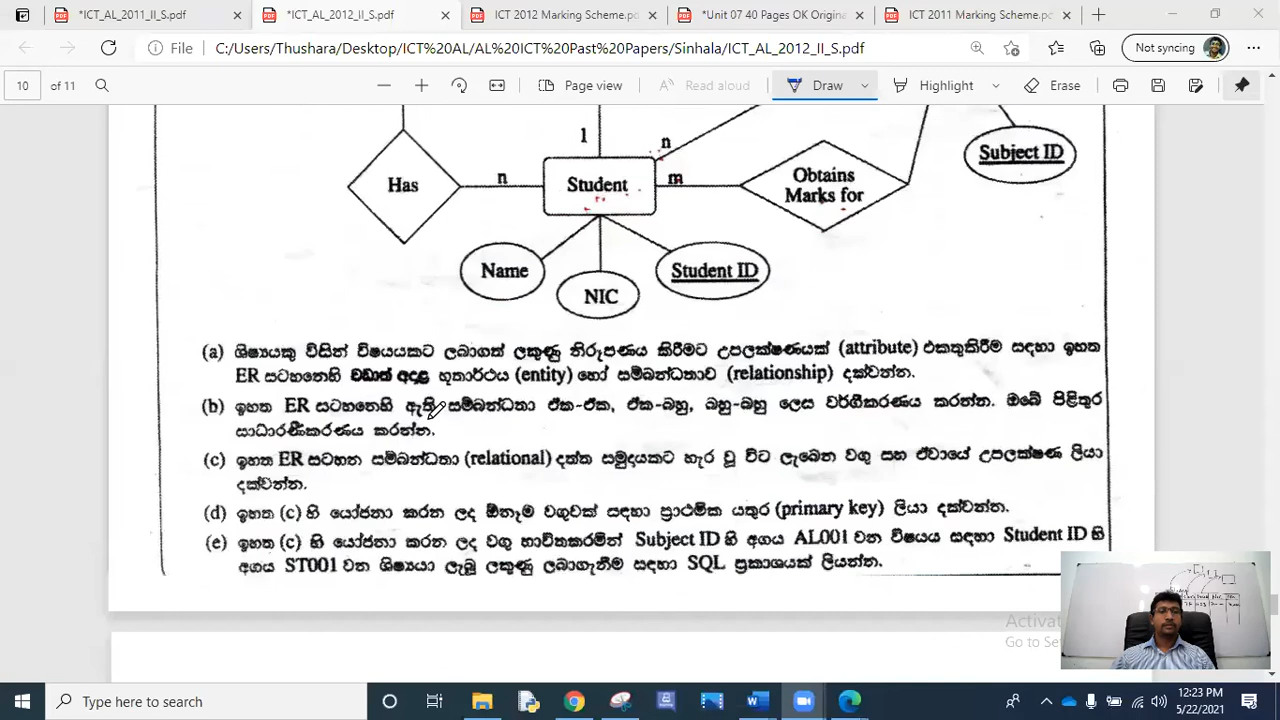 *ICT_AL_2011_II_S.pdf
*ICT_AL_2012_II_S.pdf
ICT 2012 Marking Scheme.pdf
*Unit 07 40 Pages OK Origina
ICT 2011 Marking Scheme.pdf
File
C:/Users/Thushara/Desktop/ICT%20AL/AL%20ICT%20Past%20Papers/Sinhala/ICT_AL_2012_II_S.pdf
Not syncing
10 of 11
Page view
Read aloud
Draw
Highlight
Erase
1
n
Subject ID
Has
n
Student
m
Obtains
Marks for
Name
NIC
Student ID
(a) ශිෂ්‍යයකු විසින් විෂයයකට ලබාගත් ලකුණු නිරූපණය කිරීමට උපලක්ෂණයක් (attribute) එකතුකිරීම සඳහා ඉහත
ER සටහනෙහි වඩාත් අදාළ භූතාර්ථය (entity) හෝ සම්බන්ධතාව (relationship) දක්වන්න.
(b) ඉහත ER සටහනෙහි ඇති සම්බන්ධතා ඒක-ඒක, ඒක-බහු, බහු-බහු ලෙස වර්ගීකරණය කරන්න. ඔබේ පිළිතුර
සාධාරණීකරණය කරන්න.
(c) ඉහත ER සටහන සම්බන්ධතා (relational) දත්ත සමුදායකට හැර වූ විට ලැබෙන වගු සහ ඒවායේ උපලක්ෂණ ලියා
දක්වන්න.
(d) ඉහත (c) හි යෝජනා කරන ලද ඕනෑම වගුවක් සඳහා ප්‍රාථමික යතුර (primary key) ලියා දක්වන්න.
(e) ඉහත (c) හි යෝජනා කරන ලද වගු භාවිතකරමින් Subject ID හි අගය AL001 වන විෂයය සඳහා Student ID හි
අගය ST001 වන ශිෂ්‍යයා ලැබූ ලකුණු ලබාගැනීම සඳහා SQL ප්‍රකාශයක් ලියන්න.
Type here to search
12:23 PM
5/22/2021